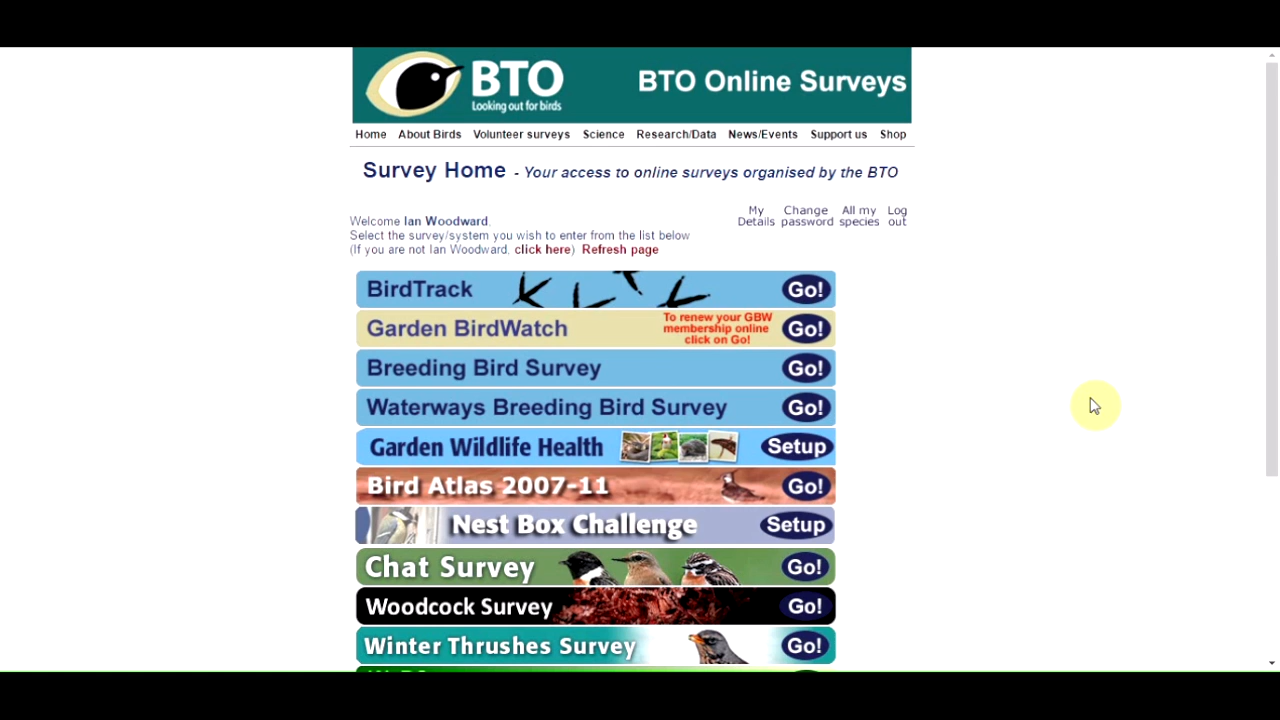 BTO
Looking out for birds
BTO Online Surveys
Home About Birds Volunteer surveys Science Research/Data News/Events Support us Shop
Survey Home - Your access to online surveys organised by the BTO
My Details Change password All my species Log out
Welcome Ian Woodward.
Select the survey/system you wish to enter from the list below
(If you are not Ian Woodward, click here) Refresh page
BirdTrack Go!
Garden BirdWatch To renew your GBW membership online click on Go! Go!
Breeding Bird Survey Go!
Waterways Breeding Bird Survey Go!
Garden Wildlife Health Setup
Bird Atlas 2007-11 Go!
Nest Box Challenge Setup
Chat Survey Go!
Woodcock Survey Go!
Winter Thrushes Survey Go!